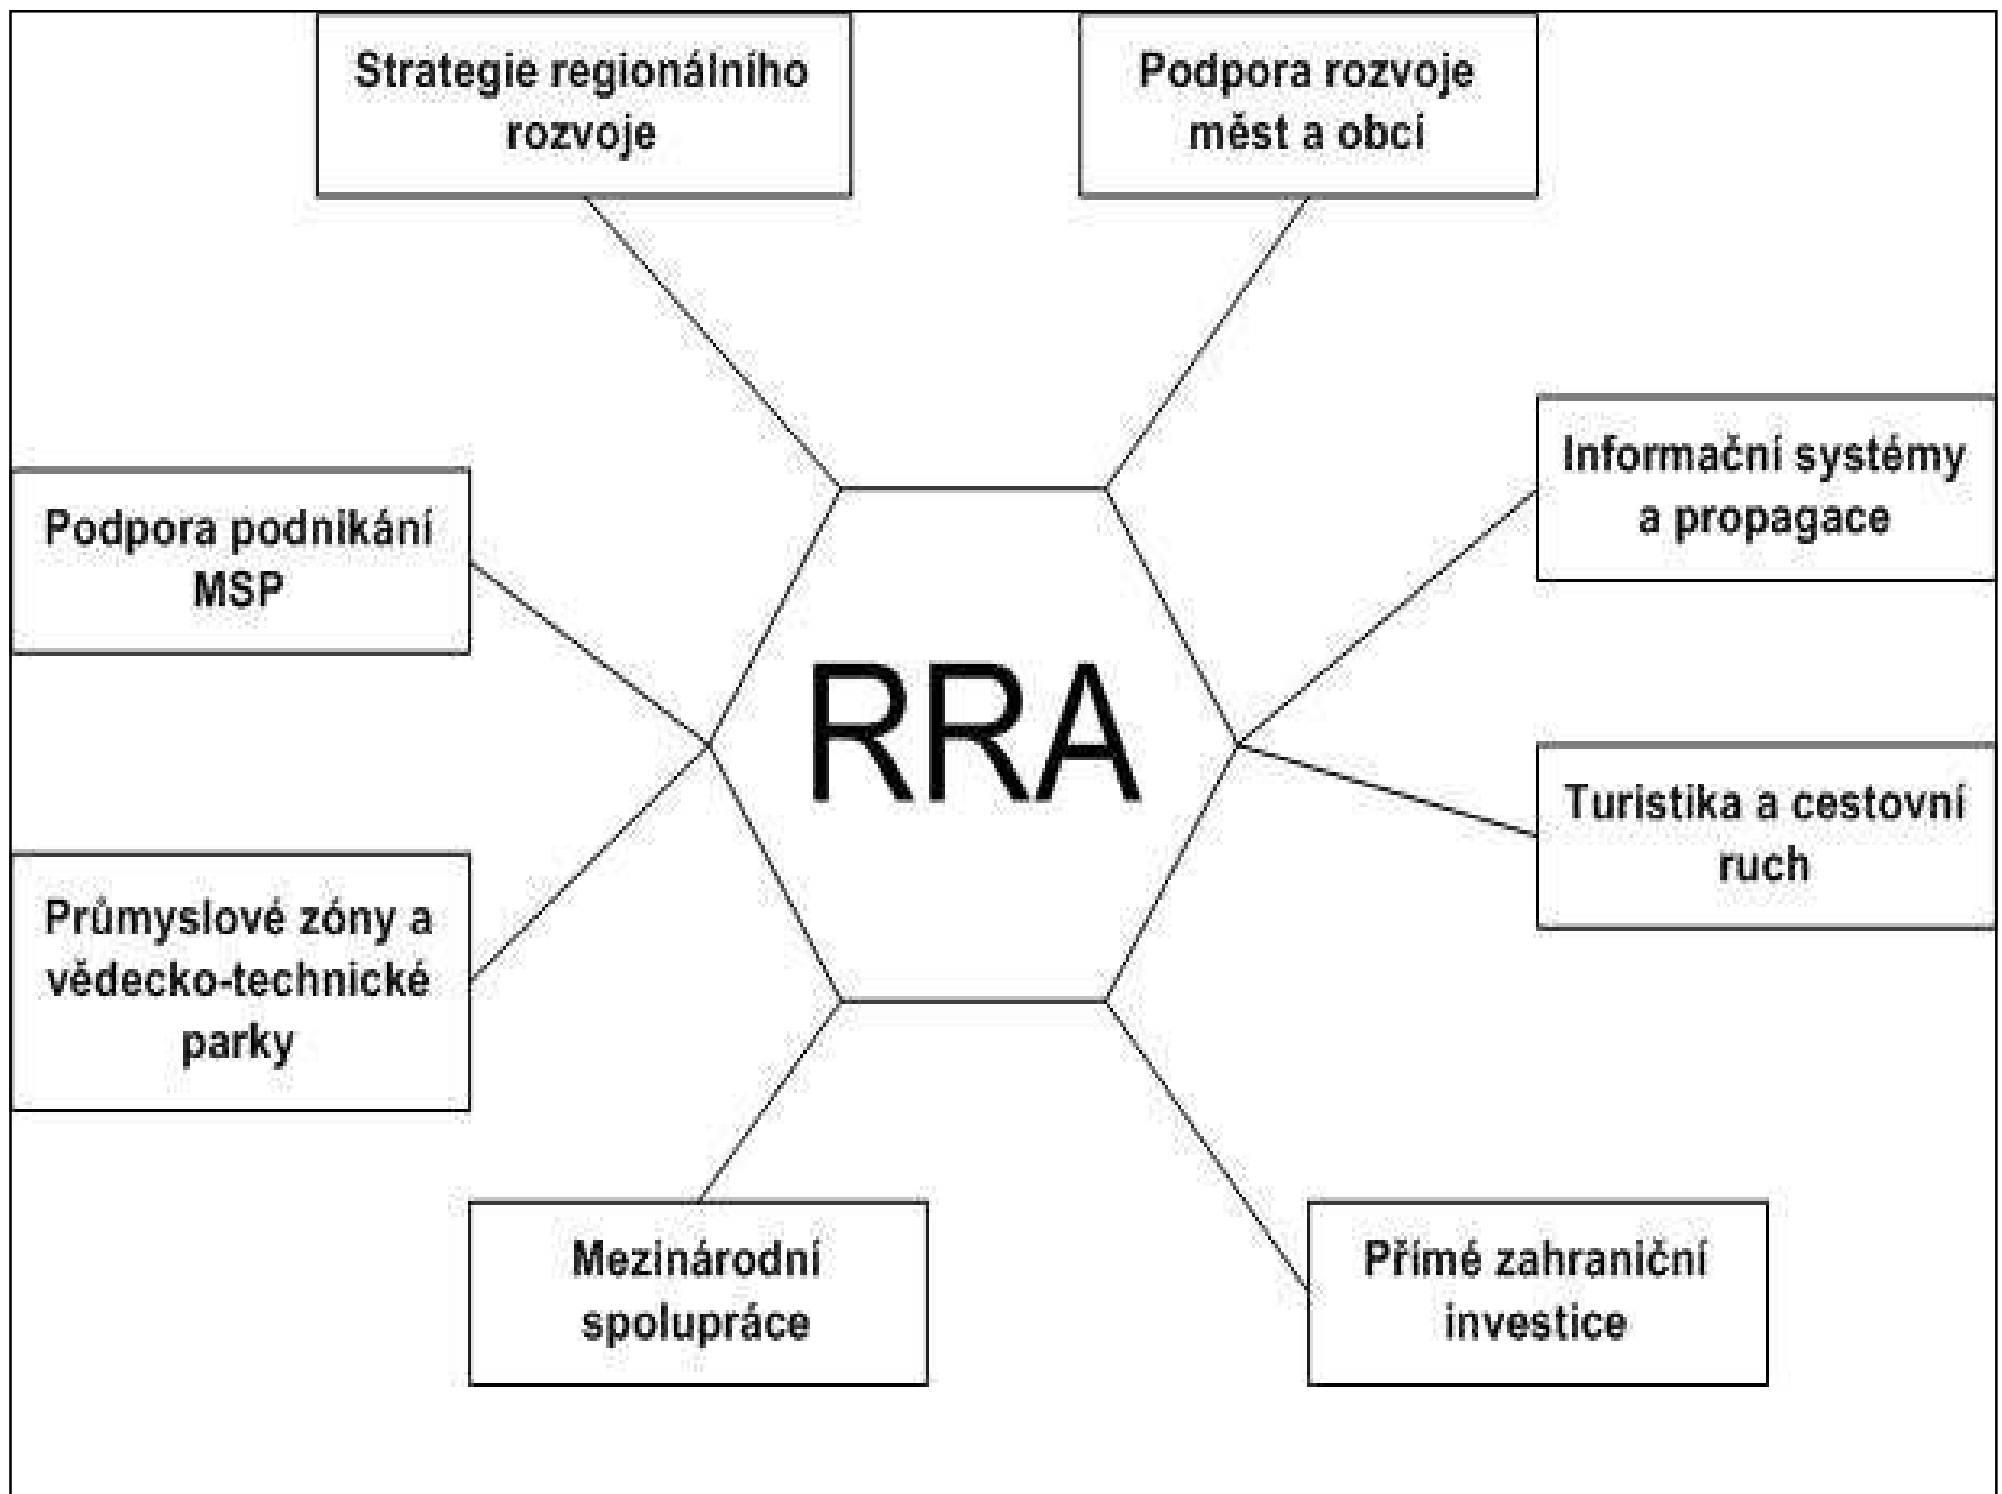 Strategie regionálního
rozvoje
Podpora rozvoje
měst a obcí
Informační systémy
a propagace
Podpora podnikání
MSP
RRA
Turistika a cestovní
ruch
Průmyslové zóny a
vědecko-technické
parky
Mezinárodní
spolupráce
Přímé zahraniční
investice